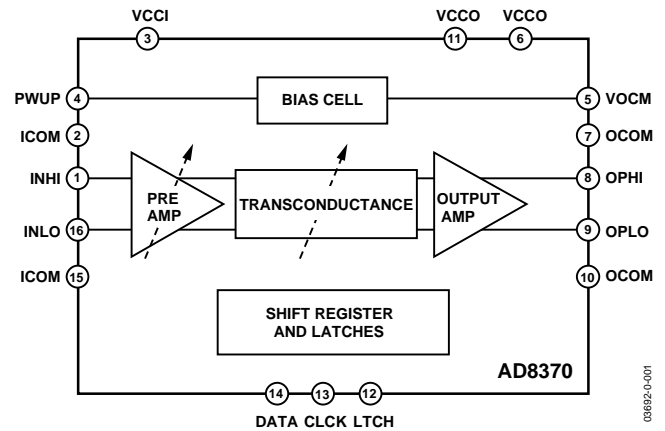 VCCI VCCO VCCO
3 11 6
PWUP 4 BIAS CELL 5 VOCM
ICOM 2 7 OCOM
INHI 1 8 OPHI
PRE AMP
TRANSCONDUCTANCE
OUTPUT AMP
INLO 16 9 OPLO
ICOM 15 10 OCOM
SHIFT REGISTER
AND LATCHES
AD8370
14 13 12
DATA CLCK LTCH
03692-0-001